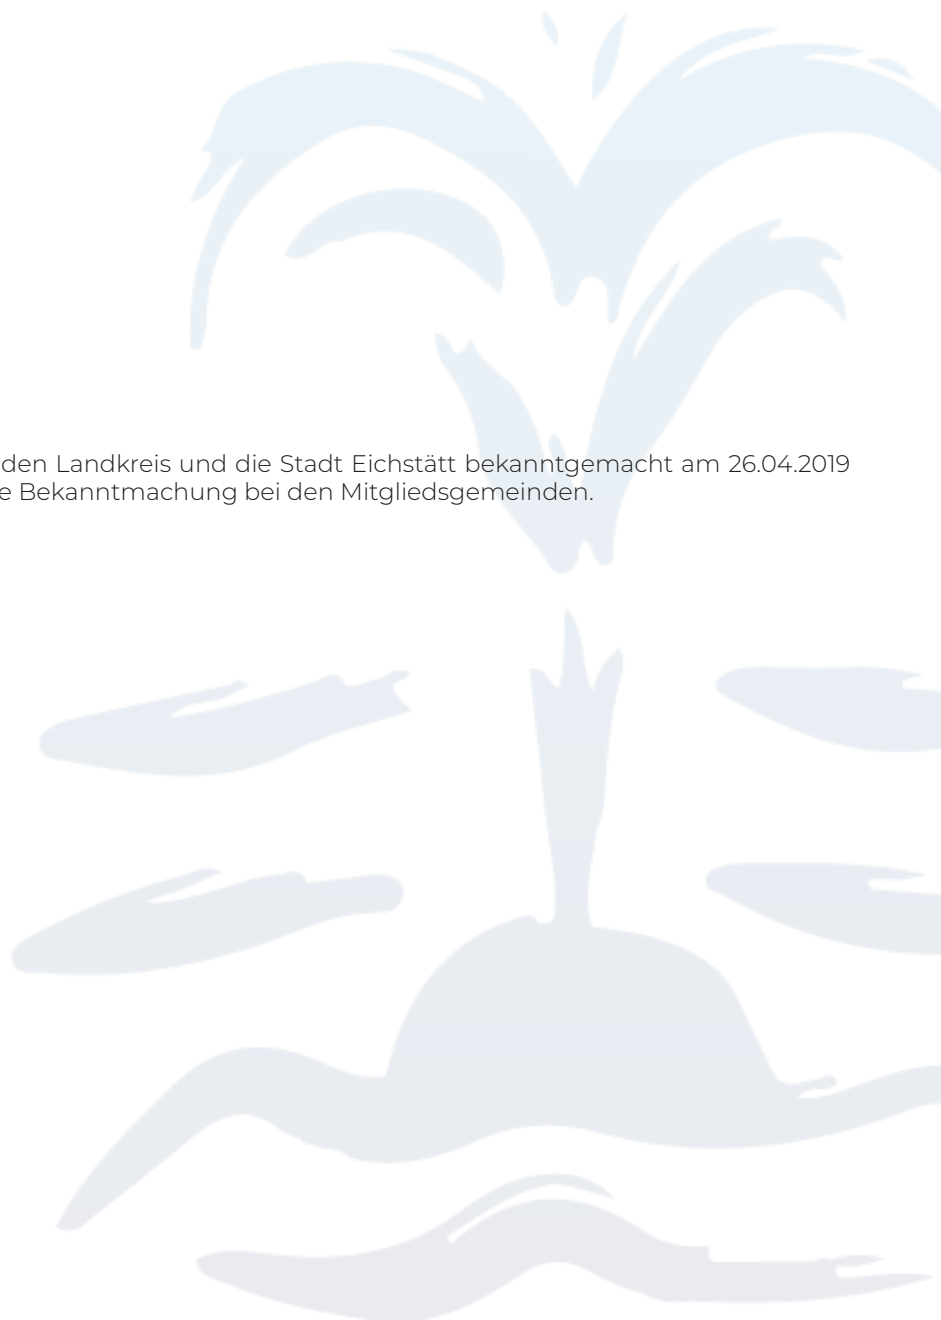 den Landkreis und die Stadt Eichstätt bekanntgemacht am 26.04.2019
e Bekanntmachung bei den Mitgliedsgemeinden.